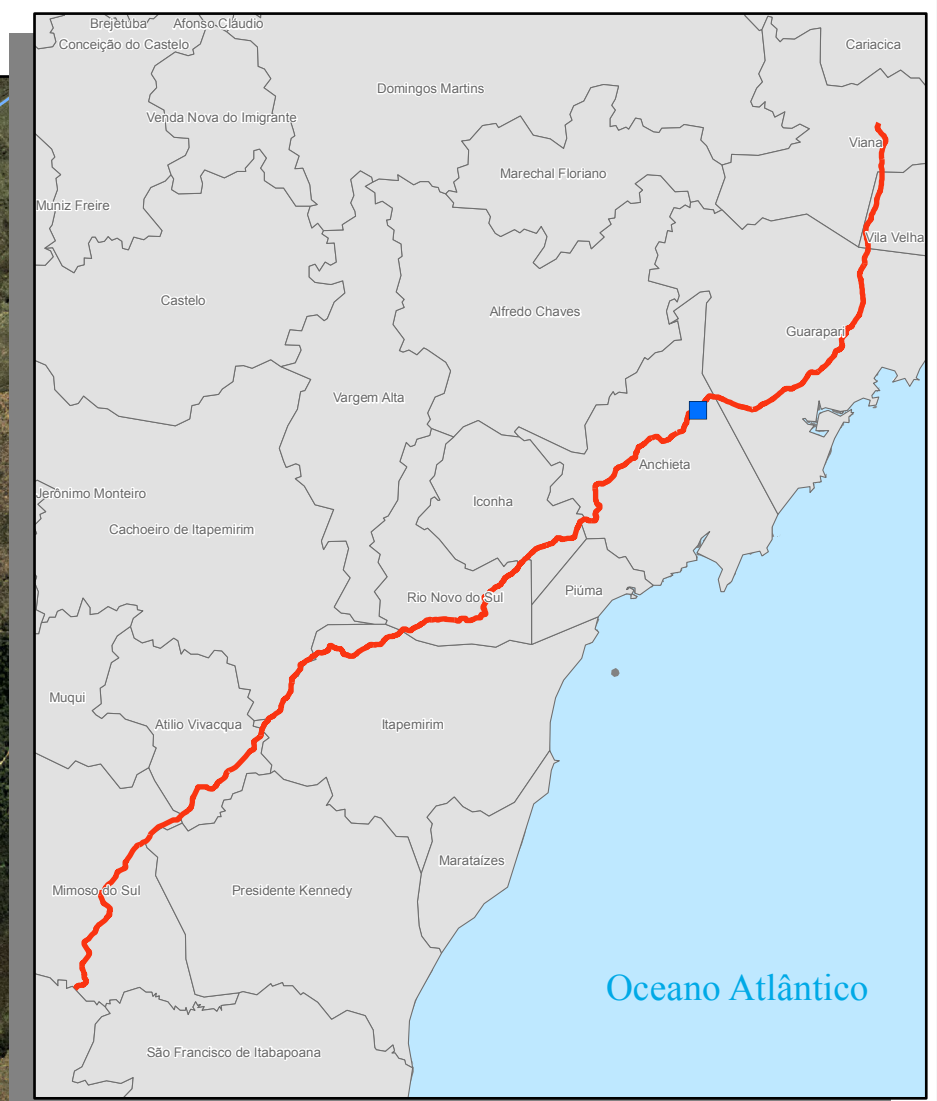 Brejetuba
Afonso Cláudio
Conceição do Castelo
Cariacica
Domingos Martins
Venda Nova do Imigrante
Viana
Marechal Floriano
Muniz Freire
Vila Velha
Castelo
Alfredo Chaves
Guarapari
Vargem Alta
Anchieta
Jerônimo Monteiro
Iconha
Cachoeiro de Itapemirim
Piúma
Rio Novo do Sul
Muqui
Atilio Vivacqua
Itapemirim
Marataízes
Mimoso do Sul
Presidente Kennedy
Oceano Atlântico
São Francisco de Itabapoana